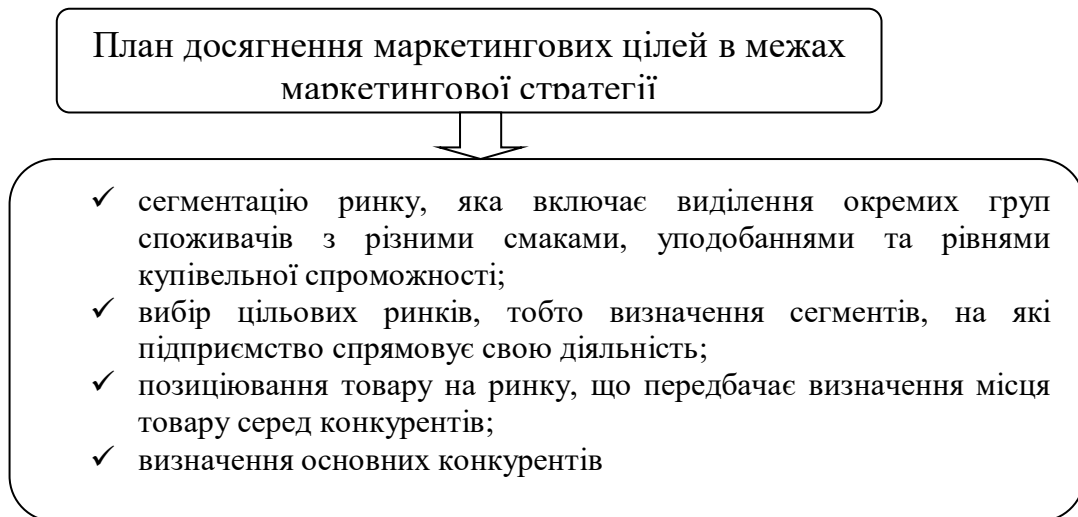 План досягнення маркетингових цілей в межах
маркетингової стратегії
✓ сегментацію ринку, яка включає виділення окремих груп
споживачів з різними смаками, уподобаннями та рівнями
купівельної спроможності;
✓ вибір цільових ринків, тобто визначення сегментів, на які
підприємство спрямовує свою діяльність;
✓ позиціювання товару на ринку, що передбачає визначення місця
товару серед конкурентів;
✓ визначення основних конкурентів